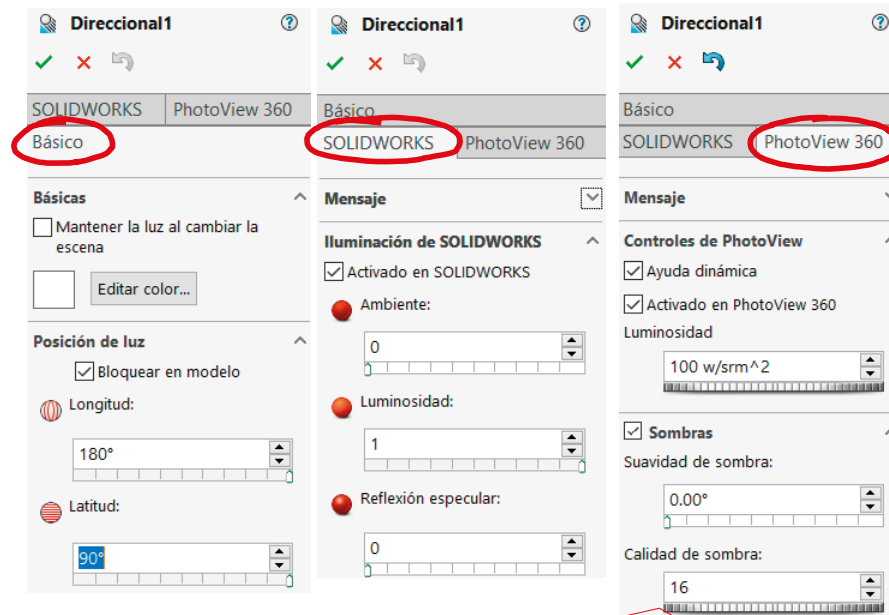 Direccional1
SOLIDWORKS PhotoView 360
Básico
Básicas
Mantener la luz al cambiar la
escena
Editar color...
Posición de luz
Bloquear en modelo
Longitud:
180°
Latitud:
90°
Direccional1
Básico
SOLIDWORKS PhotoView 360
Mensaje
Iluminación de SOLIDWORKS
Activado en SOLIDWORKS
Ambiente:
0
Luminosidad:
1
Reflexión especular:
0
Direccional1
Básico
SOLIDWORKS PhotoView 360
Mensaje
Controles de PhotoView
Ayuda dinámica
Activado en PhotoView 360
Luminosidad
100 w/srm^2
Sombras
Suavidad de sombra:
0.00°
Calidad de sombra:
16